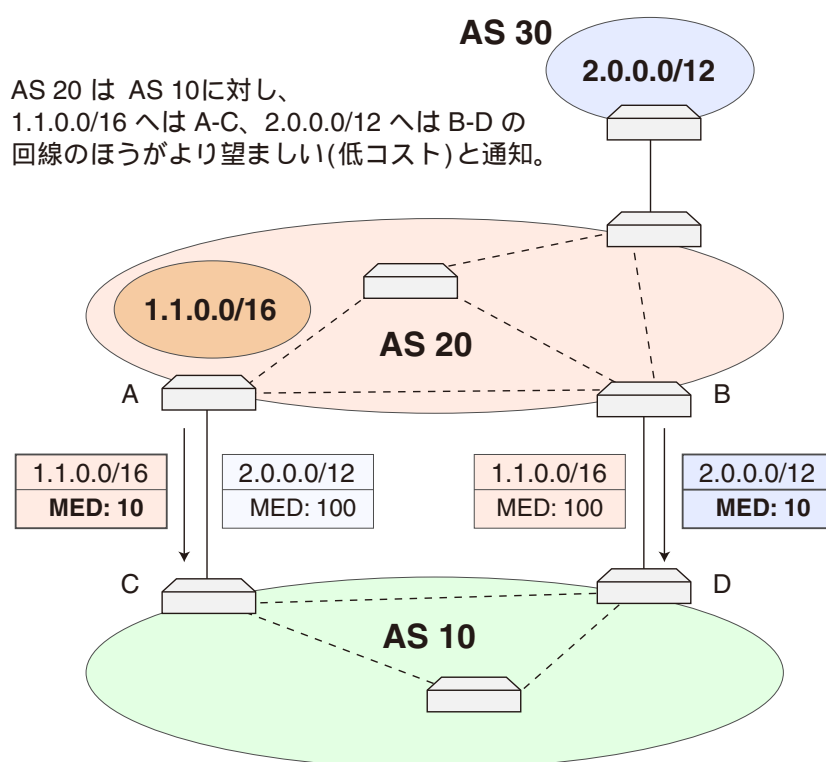 AS 30
2.0.0.0/12
AS 20 は AS 10に対し、
1.1.0.0/16 へは A-C、2.0.0.0/12 へは B-D の
回線のほうがより望ましい(低コスト)と通知。
1.1.0.0/16
AS 20
A
B
1.1.0.0/16
MED: 10
2.0.0.0/12
MED: 100
1.1.0.0/16
MED: 100
2.0.0.0/12
MED: 10
C
D
AS 10